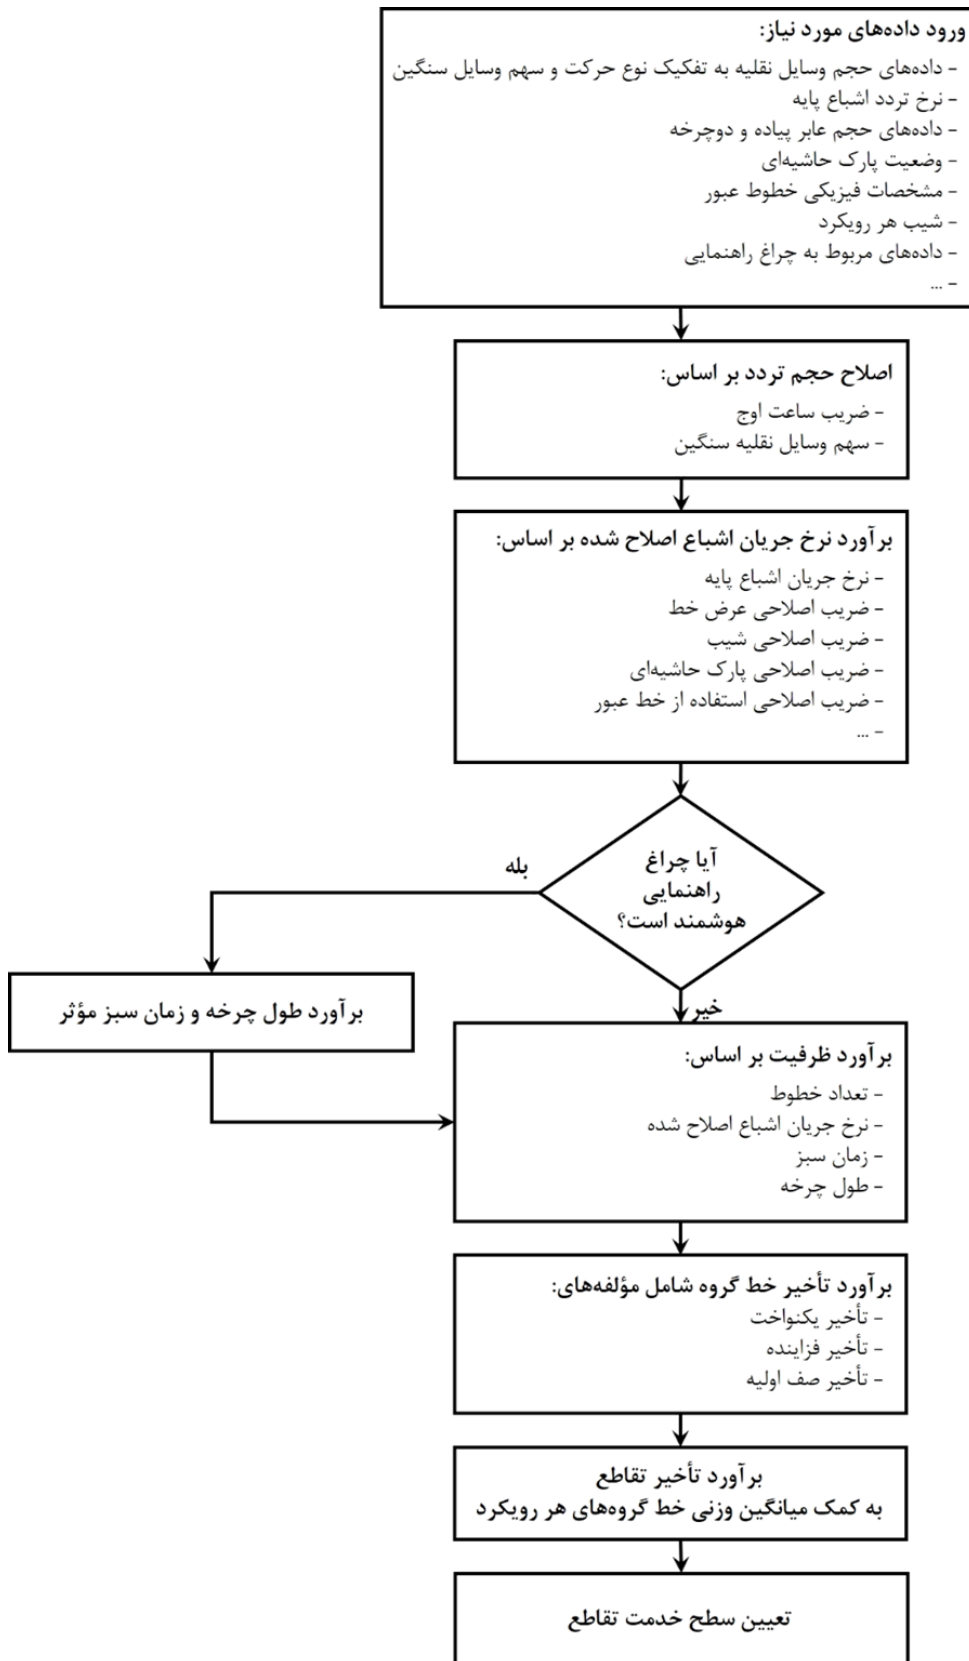 ورود داده‌های مورد نیاز:
- داده‌های حجم وسایل نقلیه به تفکیک نوع حرکت و سهم وسایل سنگین
- نرخ تردد اشباع پایه
- داده‌های حجم عابر پیاده و دوچرخه
- وضعیت پارک حاشیه‌ای
- مشخصات فیزیکی خطوط عبور
- شیب هر رویکرد
- داده‌های مربوط به چراغ راهنمایی
- ...
اصلاح حجم تردد بر اساس:
- ضریب ساعت اوج
- سهم وسایل نقلیه سنگین
برآورد نرخ جریان اشباع اصلاح شده بر اساس:
- نرخ جریان اشباع پایه
- ضریب اصلاحی عرض خط
- ضریب اصلاحی شیب
- ضریب اصلاحی پارک حاشیه‌ای
- ضریب اصلاحی استفاده از خط عبور
- ...
آیا چراغ
راهنمایی
هوشمند است؟
بله
برآورد طول چرخه و زمان سبز مؤثر
خیر
برآورد ظرفیت بر اساس:
- تعداد خطوط
- نرخ جریان اشباع اصلاح شده
- زمان سبز
- طول چرخه
برآورد تأخیر خط گروه شامل مؤلفه‌های:
- تأخیر یکنواخت
- تأخیر فزاینده
- تأخیر صف اولیه
برآورد تأخیر تقاطع
به کمک میانگین وزنی خط گروه‌های هر رویکرد
تعیین سطح خدمت تقاطع